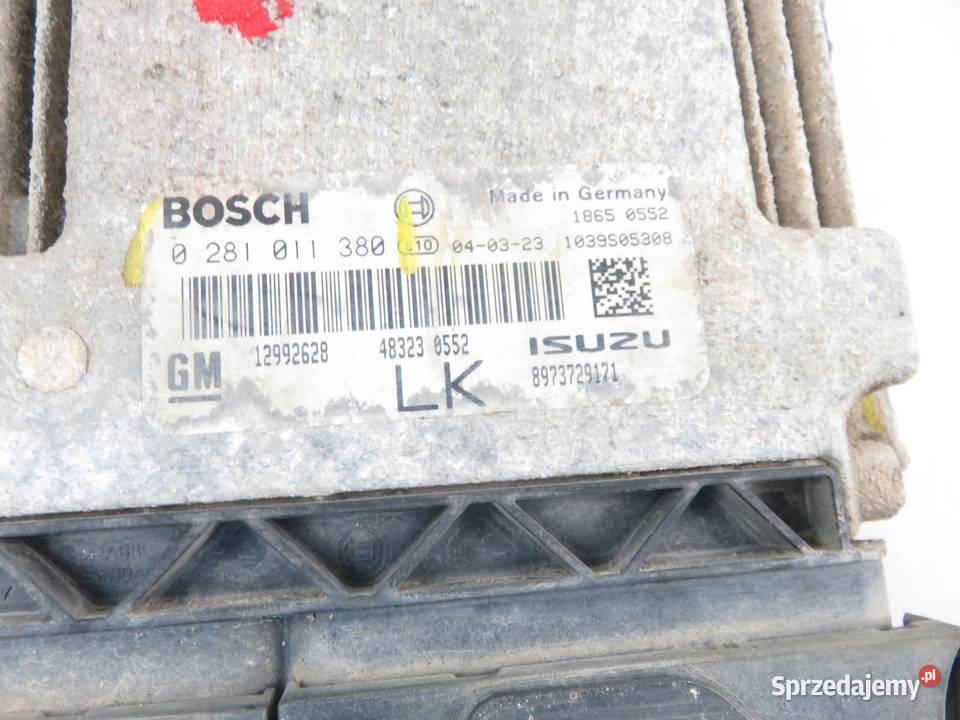 BOSCH
Made in Germany
1865 0552
0 281 011 380 04-03-23 1039S05308
GM 12992628 48323 0552 ISUZU
LK 8973729171
Sprzedajemy.pl